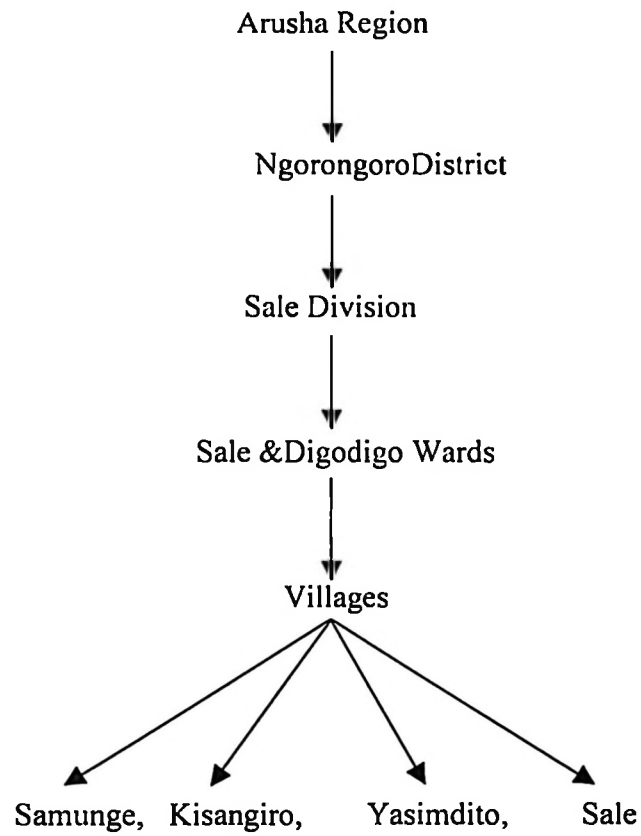 Arusha Region
NgorongoroDistrict
Sale Division
Sale &Digodigo Wards
Villages
Samunge, Kisangiro, Yasimdito, Sale